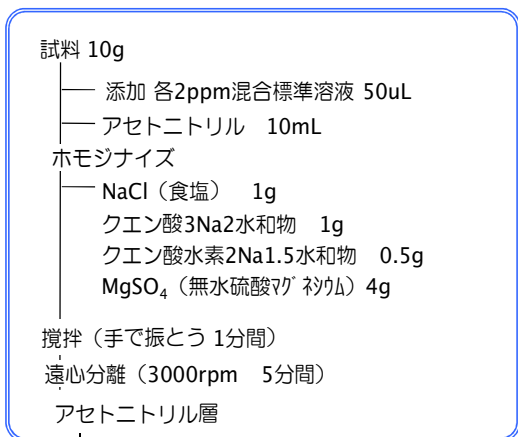 試料 10g
添加 各2ppm混合標準溶液 50uL
アセトニトリル 10mL
ホモジナイズ
NaCl（食塩） 1g
クエン酸3Na2水和物 1g
クエン酸水素2Na1.5水和物 0.5g
MgSO₄（無水硫酸ﾏｸﾞﾈｼｳﾑ）4g
撹拌（手で振とう 1分間）
遠心分離（3000rpm 5分間）
アセトニトリル層